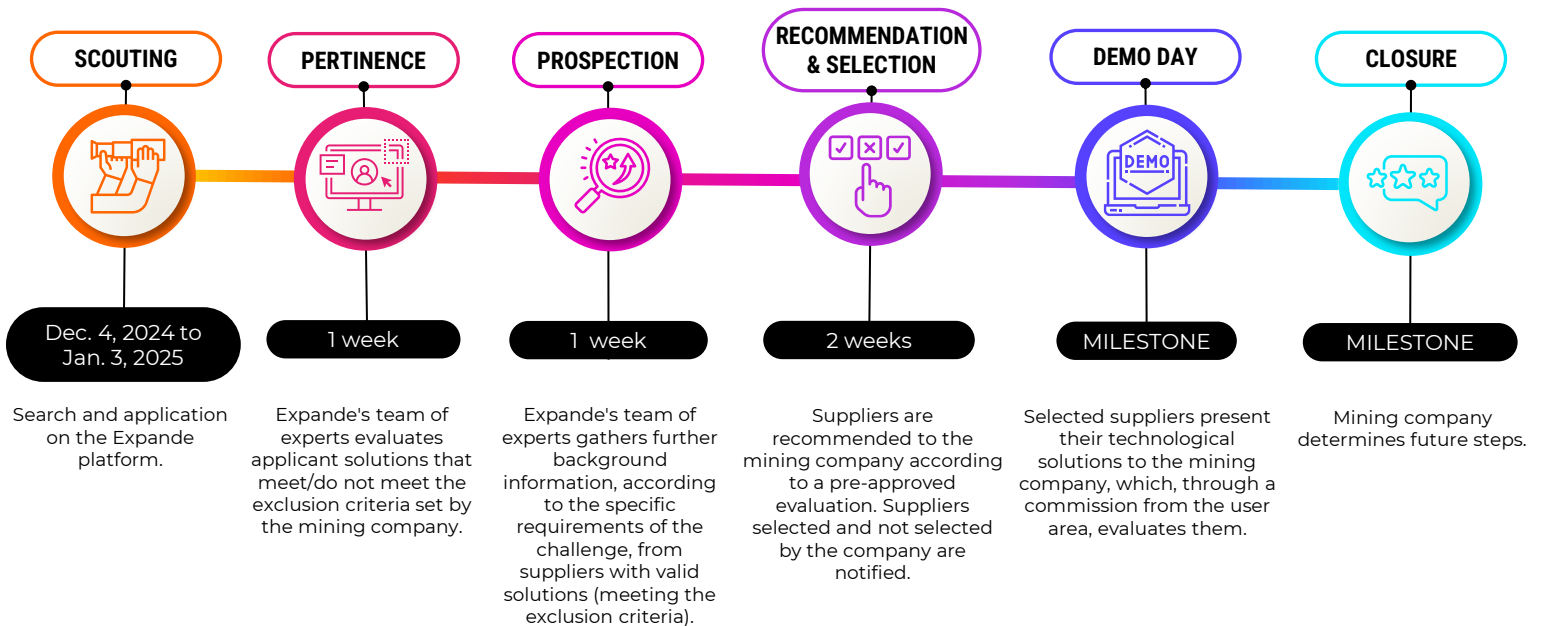 SCOUTING
Dec. 4, 2024 to
Jan. 3, 2025
Search and application
on the Expande
platform.
PERTINENCE
1 week
Expande's team of
experts evaluates
applicant solutions that
meet/do not meet the
exclusion criteria set by
the mining company.
PROSPECTION
1 week
Expande's team of
experts gathers further
background
information, according
to the specific
requirements of the
challenge, from
suppliers with valid
solutions (meeting the
exclusion criteria).
RECOMMENDATION
& SELECTION
2 weeks
Suppliers are
recommended to the
mining company according
to a pre-approved
evaluation. Suppliers
selected and not selected
by the company are
notified.
DEMO DAY
DEMO
MILESTONE
Selected suppliers present
their technological
solutions to the mining
company, which, through a
commission from the user
area, evaluates them.
CLOSURE
MILESTONE
Mining company
determines future steps.